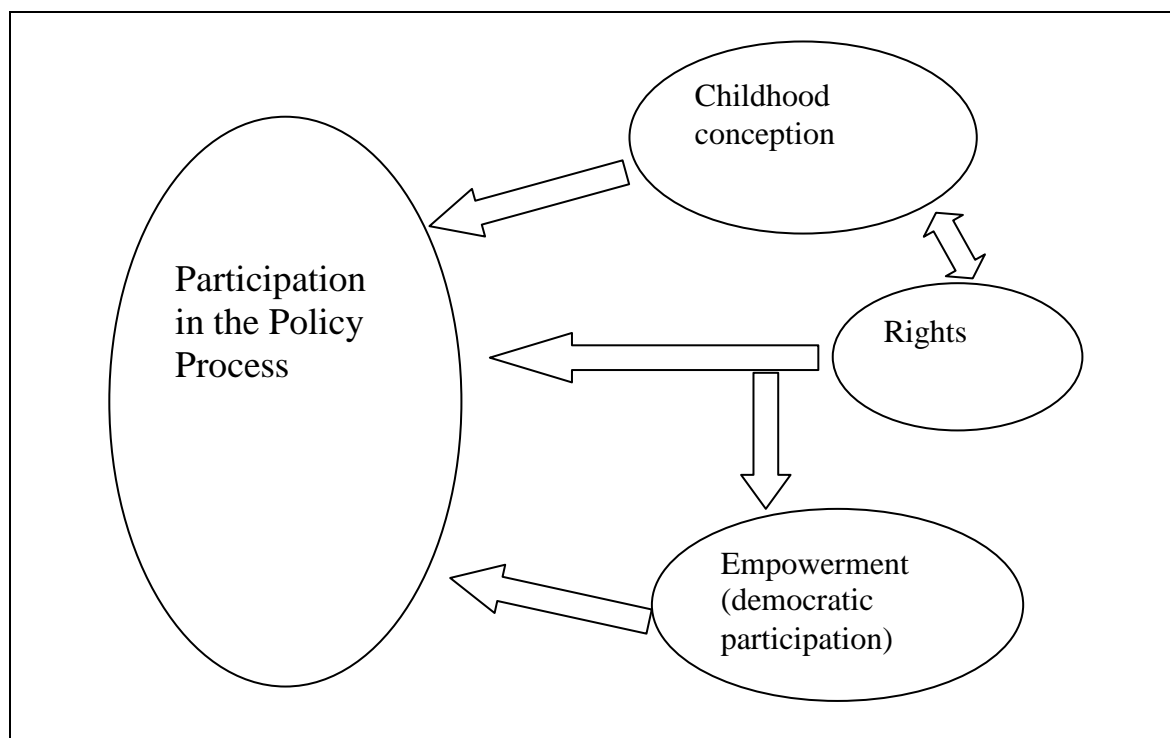 Childhood
conception
Participation
in the Policy
Process
Rights
Empowerment
(democratic
participation)